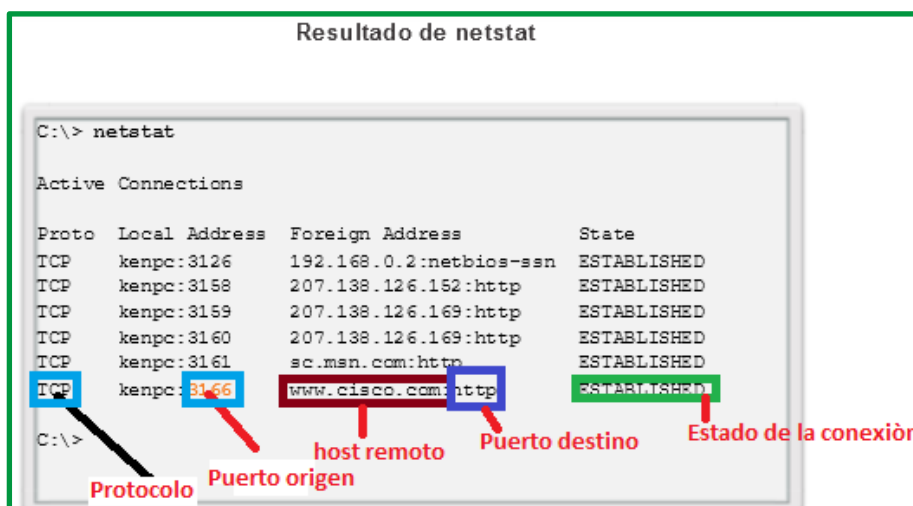 Resultado de netstat
C:\> netstat
Active Connections
Proto Local Address Foreign Address State
TCP kenpc:3126 192.168.0.2:netbios-ssn ESTABLISHED
TCP kenpc:3158 207.138.126.152:http ESTABLISHED
TCP kenpc:3159 207.138.126.169:http ESTABLISHED
TCP kenpc:3160 207.138.126.169:http ESTABLISHED
TCP kenpc:3161 sc.msn.com:http ESTABLISHED
TCP kenpc:3166 www.cisco.com:http ESTABLISHED
C:\>
host remoto
Puerto destino
Estado de la conexiòn
Puerto origen
Protocolo